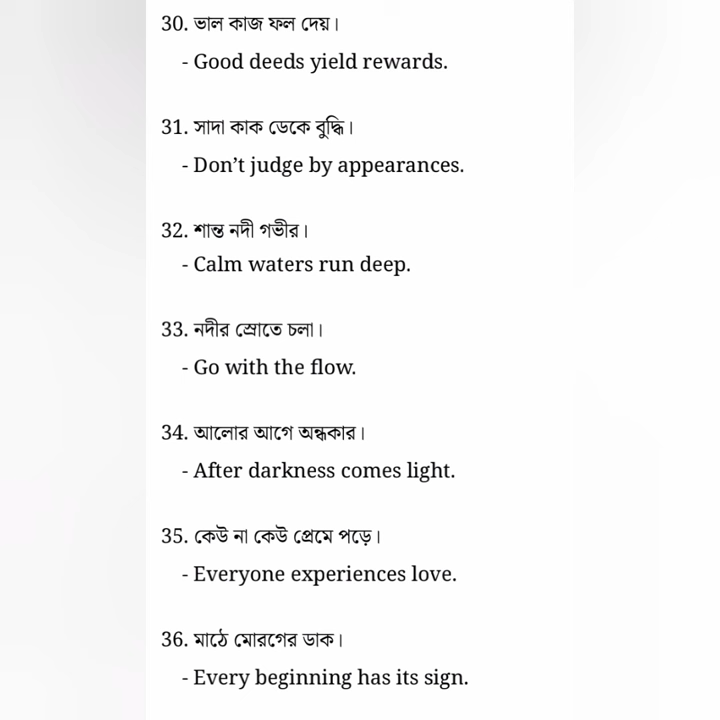 30. ভাল কাজ ফল দেয়।
- Good deeds yield rewards.
31. সাদা কাক ডেকে বুদ্ধি।
- Don’t judge by appearances.
32. শান্ত নদী গভীর।
- Calm waters run deep.
33. নদীর স্রোতে চলা।
- Go with the flow.
34. আলোর আগে অন্ধকার।
- After darkness comes light.
35. কেউ না কেউ প্রেমে পড়ে।
- Everyone experiences love.
36. মাঠে মোরগের ডাক।
- Every beginning has its sign.